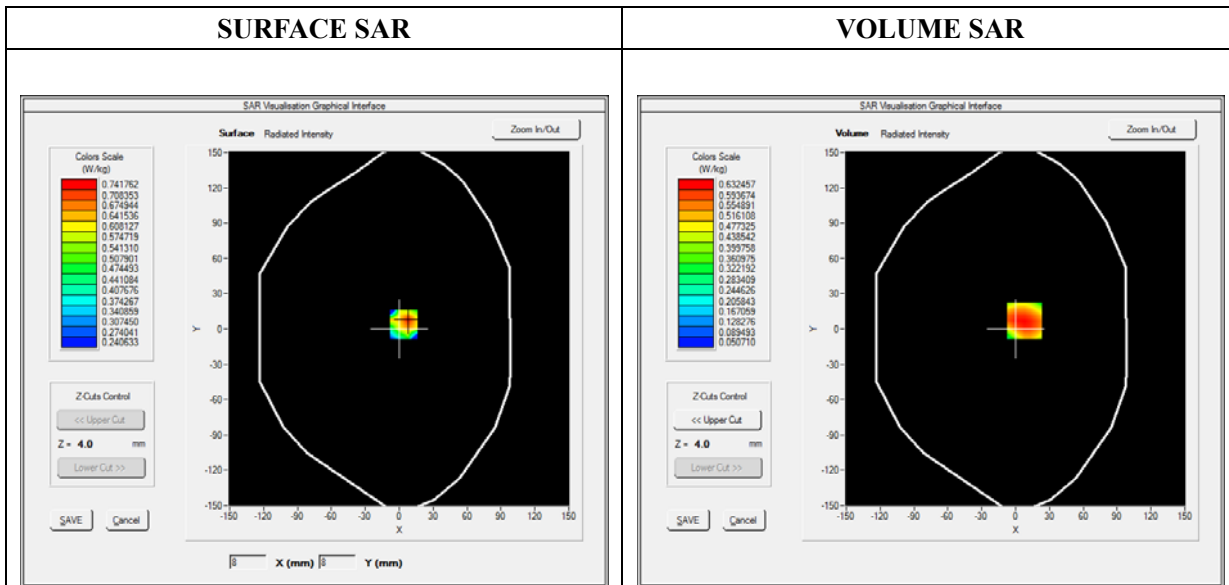 SURFACE SAR
VOLUME SAR
SAR Visualisation Graphical Interface
Surface Radiated Intensity
Zoom In/Out
Colors Scale
(W/kg)
0.741762
0.708353
0.674944
0.641536
0.608127
0.574719
0.541310
0.507901
0.474493
0.441084
0.407676
0.374267
0.340859
0.307450
0.274041
0.240633
Z-Cuts Control
<< Upper Cut
Z = 4.0 mm
Lower Cut >>
SAVE Cancel
150
120
90
60
30
0
-30
-60
-90
-120
-150
Y
-150 -120 -90 -60 -30 0 30 60 90 120 150
X
8 X (mm) 8 Y (mm)
SAR Visualisation Graphical Interface
Volume Radiated Intensity
Zoom In/Out
Colors Scale
(W/kg)
0.632457
0.593674
0.554891
0.516108
0.477325
0.438542
0.399758
0.360975
0.322192
0.283409
0.244626
0.205843
0.167059
0.128276
0.089493
0.050710
Z-Cuts Control
<< Upper Cut
Z = 4.0 mm
Lower Cut >>
SAVE Cancel
150
120
90
60
30
0
-30
-60
-90
-120
-150
Y
-150 -120 -90 -60 -30 0 30 60 90 120 150
X